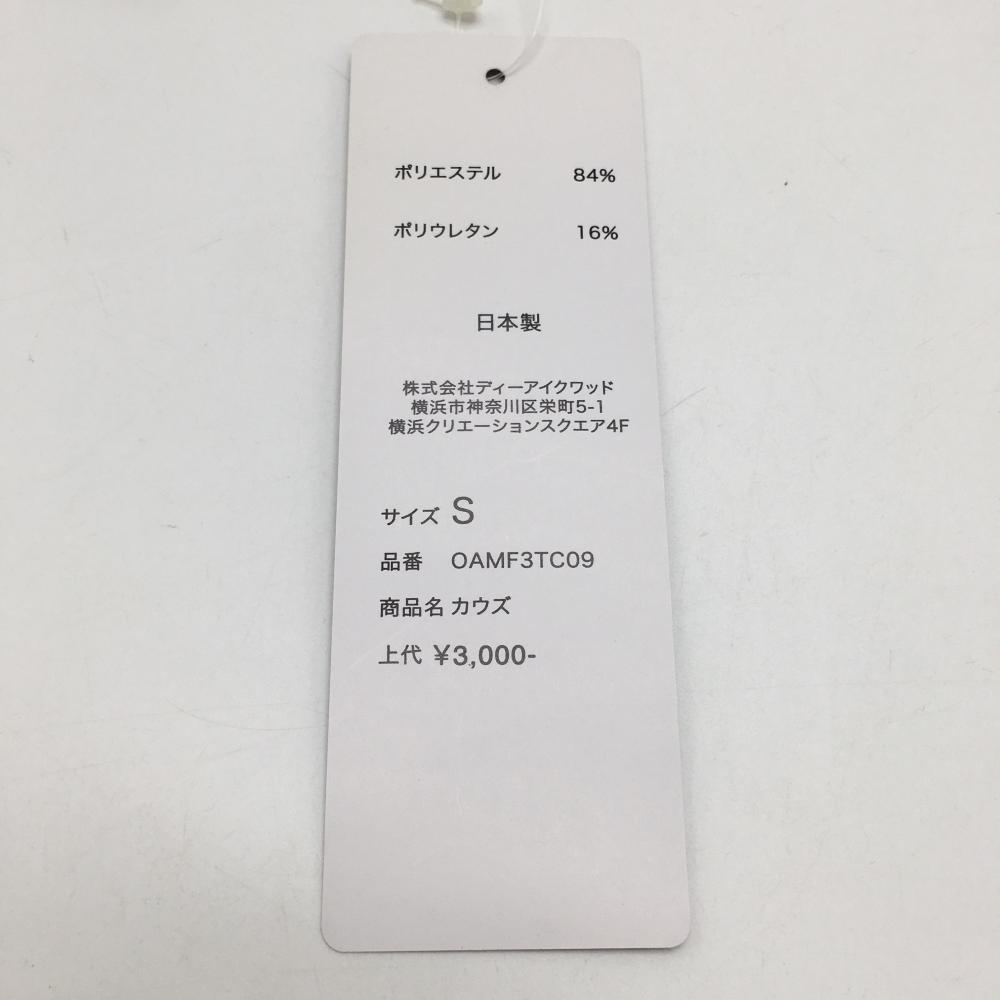 ポリエステル 84%
ポリウレタン 16%
日本製
株式会社ディーアイクワッド
横浜市神奈川区栄町5-1
横浜クリエーションスクエア4F
サイズ S
品番 OAMF3TC09
商品名 カウズ
上代 ¥3,000-